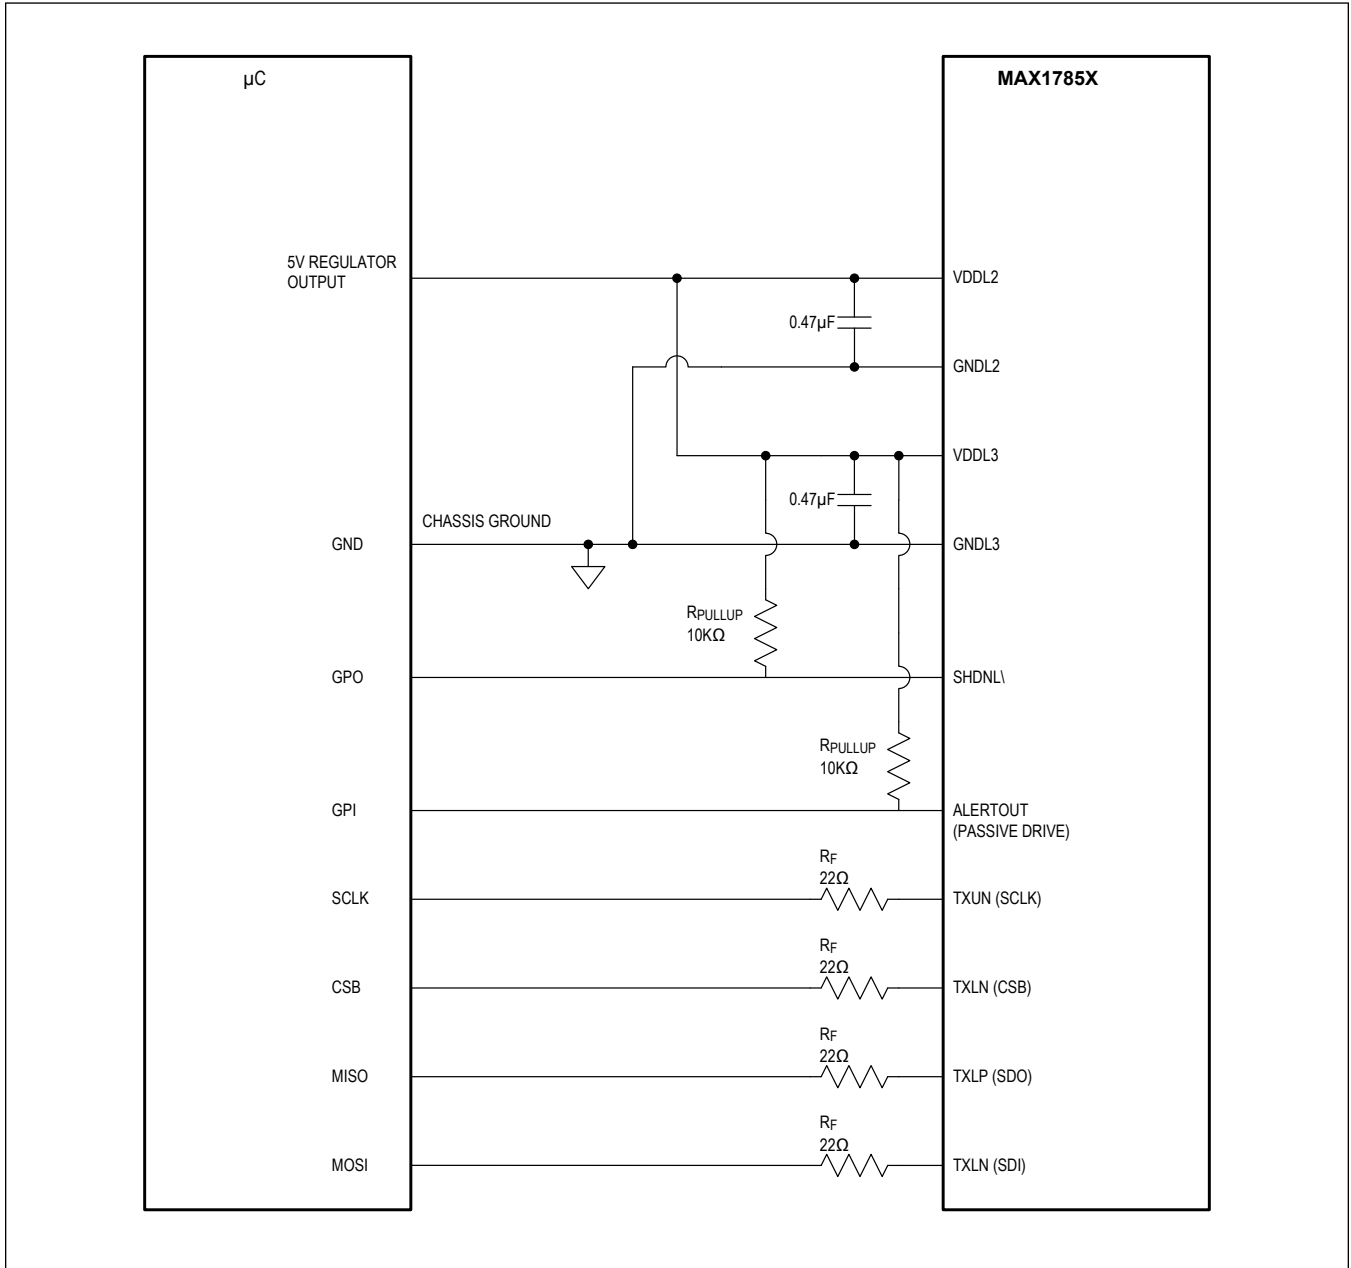 µC
MAX1785X
5V REGULATOR
OUTPUT
VDDL2
0.47µF
GNDL2
VDDL3
0.47µF
CHASSIS GROUND
GND
GNDL3
RPULLUP
10KΩ
GPO
SHDNL\
RPULLUP
10KΩ
GPI
ALERTOUT
(PASSIVE DRIVE)
RF
22Ω
SCLK
TXUN (SCLK)
RF
22Ω
CSB
TXLN (CSB)
RF
22Ω
MISO
TXLP (SDO)
RF
22Ω
MOSI
TXLN (SDI)